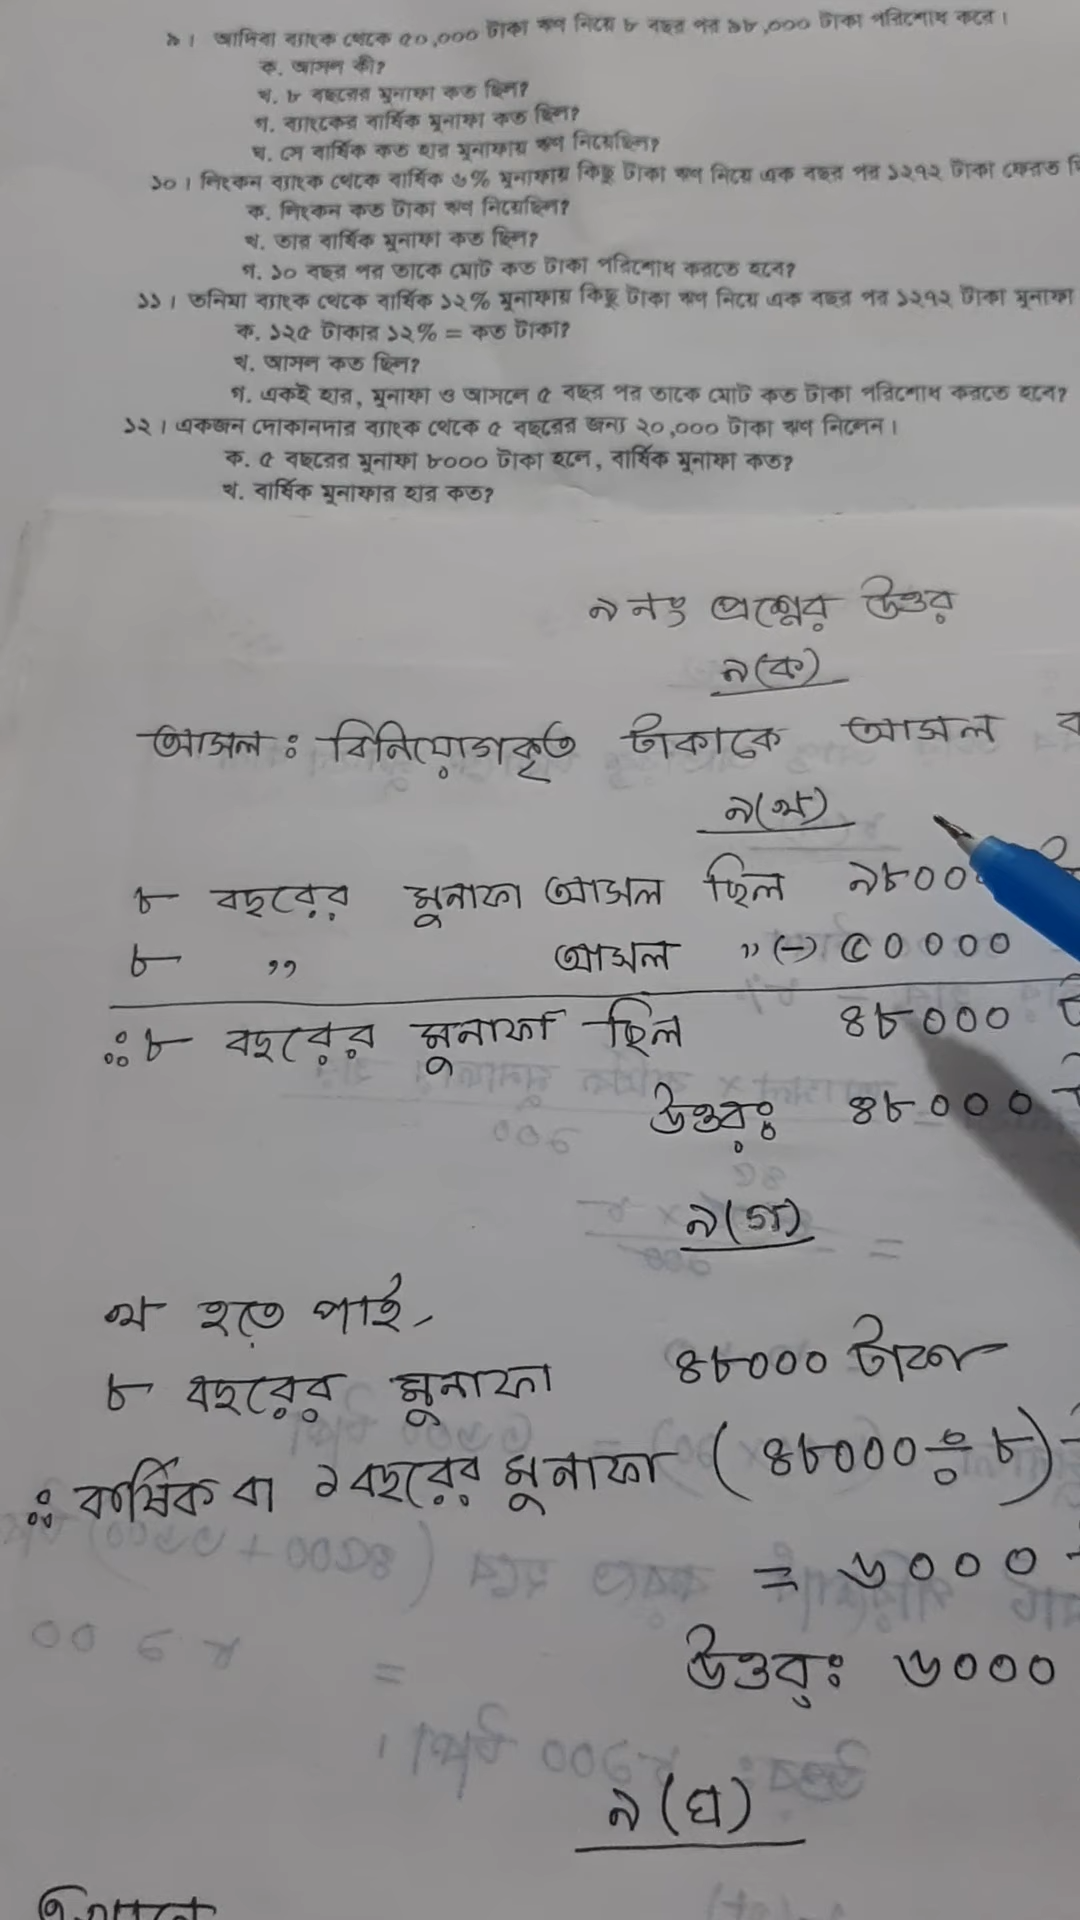 ৯। আদিবা ব্যাংক থেকে ৫০,০০০ টাকা ঋণ নিয়ে ৮ বছর পর ৯৮,০০০ টাকা পরিশোধ করে।
ক. আসল কী?
খ. ৮ বছরের মুনাফা কত ছিল?
গ. ব্যাংকের বার্ষিক মুনাফা কত ছিল?
ঘ. সে বার্ষিক কত হার মুনাফায় ঋণ নিয়েছিল?
১০। লিংকন ব্যাংক থেকে বার্ষিক ৬% মুনাফায় কিছু টাকা ঋণ নিয়ে এক বছর পর ১২৭২ টাকা ফেরত
ক. লিংকন কত টাকা ঋণ নিয়েছিল?
খ. তার বার্ষিক মুনাফা কত ছিল?
গ. ১০ বছর পর তাকে মোট কত টাকা পরিশোধ করতে হবে?
১১। তনিমা ব্যাংক থেকে বার্ষিক ১২% মুনাফায় কিছু টাকা ঋণ নিয়ে এক বছর পর ১২৭২ টাকা মুনাফা
ক. ১২৫ টাকার ১২% = কত টাকা?
খ. আসল কত ছিল?
গ. একই হার, মুনাফা ও আসলে ৫ বছর পর তাকে মোট কত টাকা পরিশোধ করতে হবে?
১২। একজন দোকানদার ব্যাংক থেকে ৫ বছরের জন্য ২০,০০০ টাকা ঋণ নিলেন।
ক. ৫ বছরের মুনাফা ৮০০০ টাকা হলে, বার্ষিক মুনাফা কত?
খ. বার্ষিক মুনাফার হার কত?
৯ নং প্রশ্নের উত্তর
৯(ক)
আসল: বিনিয়োগকৃত টাকাকে আসল
৯(খ)
৮ বছরের মুনাফা আসল ছিল ৯৮০০
৮ ,, আসল ,, (-) ৫০০০০
∴ ৮ বছরের মুনাফা ছিল ৪৮০০০
উত্তর: ৪৮০০০
৯(গ)
খ হতে পাই,
৮ বছরের মুনাফা ৪৮০০০ টাকা
∴ বার্ষিক বা ১ বছরের মুনাফা (৪৮০০০ ÷ ৮)
= ৬০০০
উত্তর: ৬০০০
৯(ঘ)